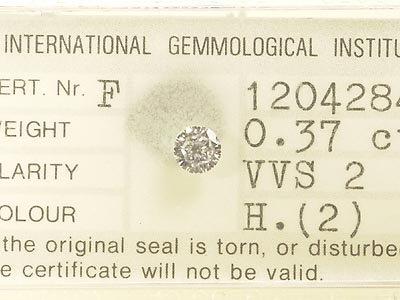 INTERNATIONAL GEMMOLOGICAL INSTITU
ERT. Nr. F 1204284
EIGHT 0.37 c
LARITY VVS 2
OLOUR H.(2)
the original seal is torn, or disturbe
e certificate will not be valid.